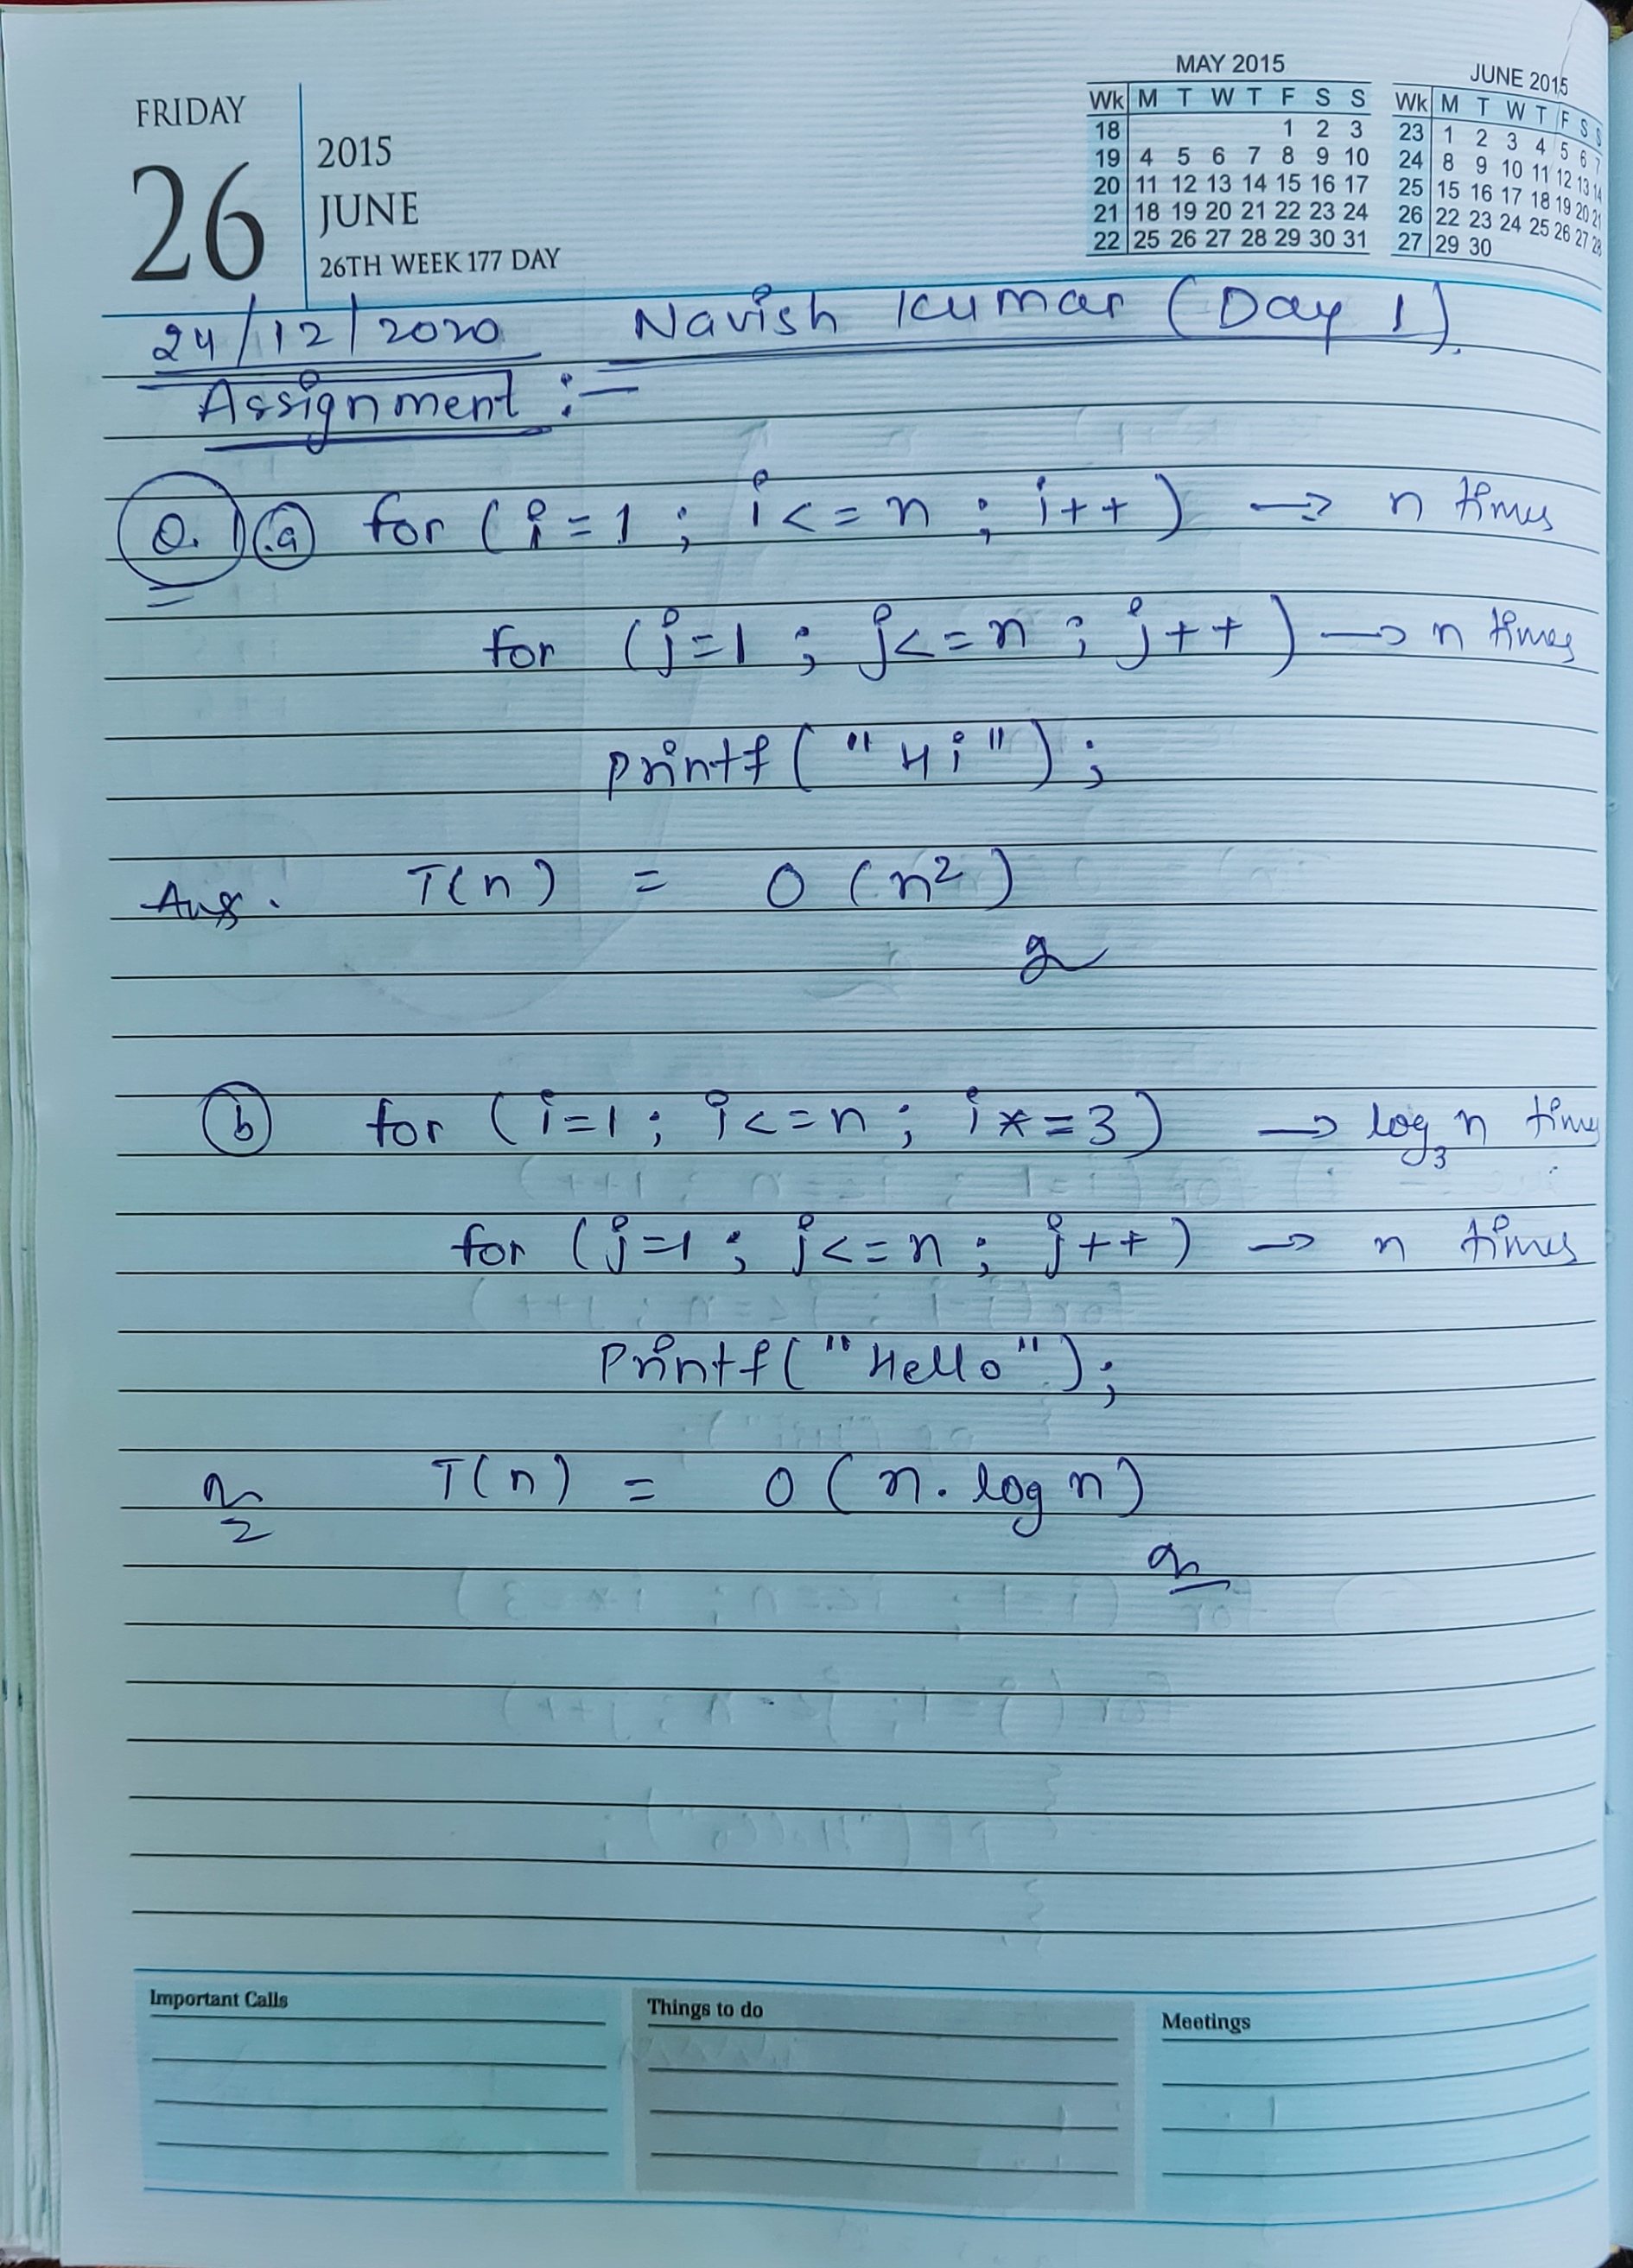 FRIDAY
26
2015
JUNE
26TH WEEK 177 DAY
MAY 2015
Wk M T W T F S S
18 1 2 3
19 4 5 6 7 8 9 10
20 11 12 13 14 15 16 17
21 18 19 20 21 22 23 24
22 25 26 27 28 29 30 31
JUNE 2015
Wk M T W T F S S
23 1 2 3 4 5 6 7
24 8 9 10 11 12 13 14
25 15 16 17 18 19 20 21
26 22 23 24 25 26 27 28
27 29 30
24/12/2020 Navish Kumar (Day 1).
Assignment :=
Q.1 (a) for (i=1 ; i<=n ; i++) → n times
for (j=1 ; j<=n ; j++) → n times
printf("Hi");
Ans. T(n) = O(n²)
(b) for (i=1; i<=n; i*=3) → log₃ n times
for (j=1; j<=n; j++) → n times
Printf("Hello");
T(n) = O(n. log n)
Important Calls
Things to do
Meetings